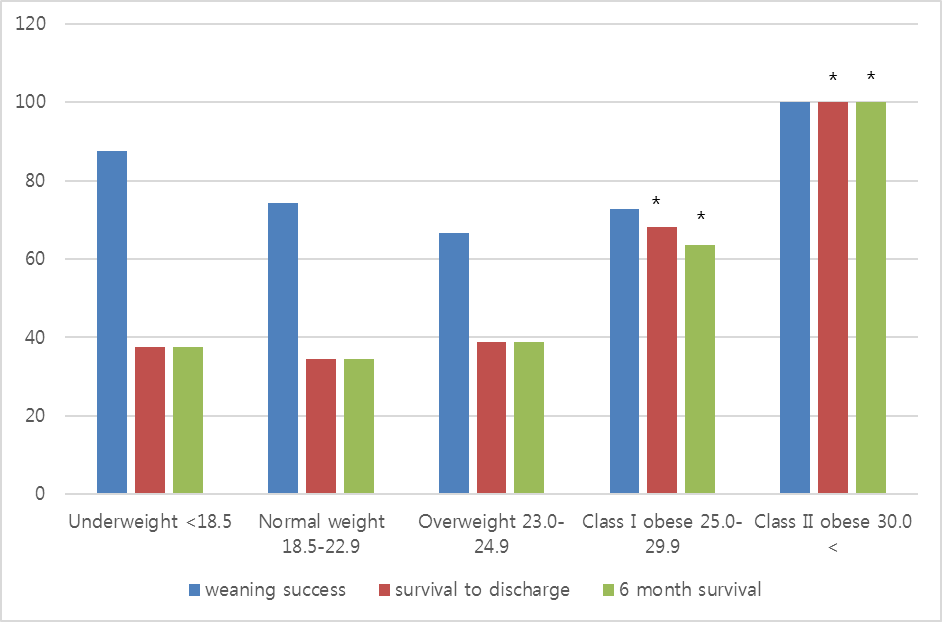 120
100
80
60
40
20
0
* *
* *
Underweight <18.5
Normal weight
18.5-22.9
Overweight 23.0-
24.9
Class I obese 25.0-
29.9
Class II obese 30.0
<
weaning success
survival to discharge
6 month survival